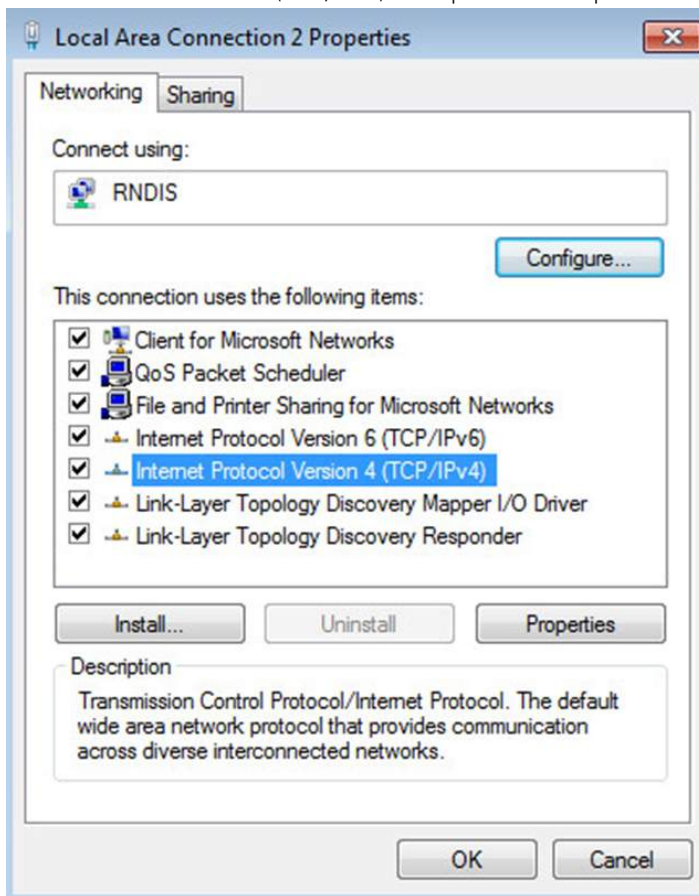 Local Area Connection 2 Properties
Networking
Sharing
Connect using:
RNDIS
Configure...
This connection uses the following items:
Client for Microsoft Networks
QoS Packet Scheduler
File and Printer Sharing for Microsoft Networks
Internet Protocol Version 6 (TCP/IPv6)
Internet Protocol Version 4 (TCP/IPv4)
Link-Layer Topology Discovery Mapper I/O Driver
Link-Layer Topology Discovery Responder
Install...
Uninstall
Properties
Description
Transmission Control Protocol/Internet Protocol. The default
wide area network protocol that provides communication
across diverse interconnected networks.
OK
Cancel